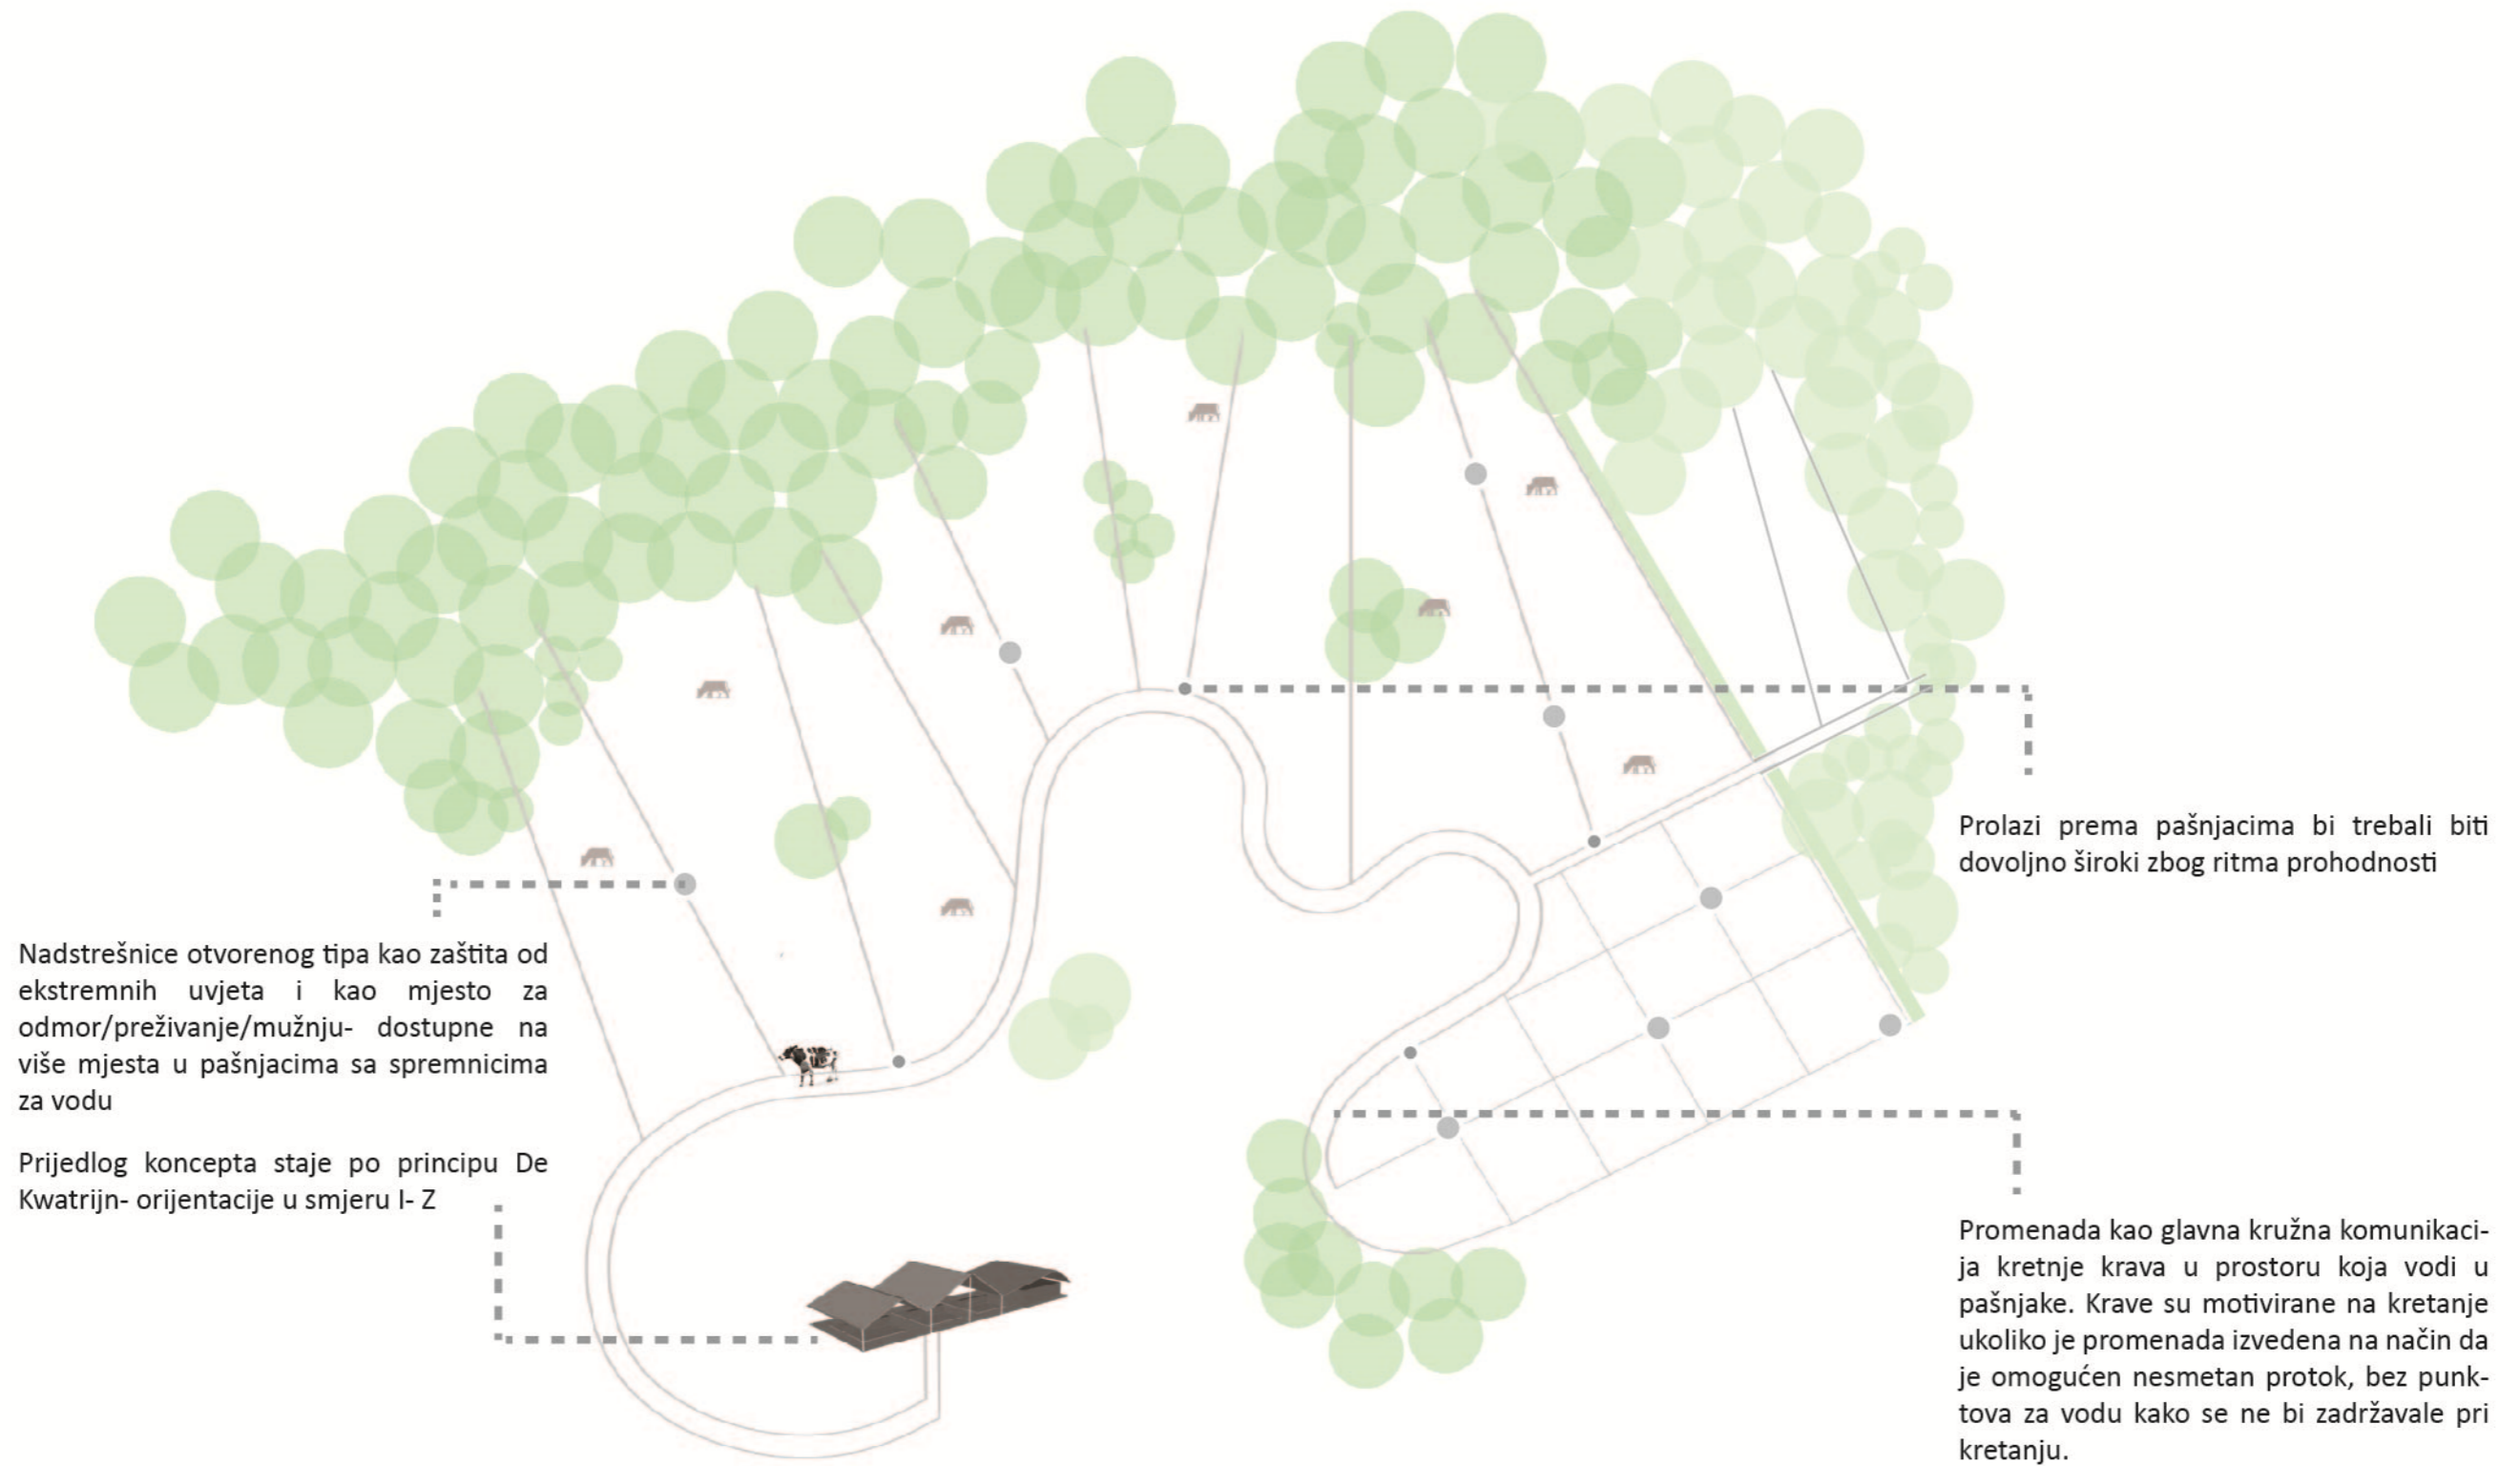 Prolazi prema pašnjacima bi trebali biti
dovoljno široki zbog ritma prohodnosti
Nadstrešnice otvorenog tipa kao zaštita od
ekstremnih uvjeta i kao mjesto za
odmor/preživanje/mužnju- dostupne na
više mjesta u pašnjacima sa spremnicima
za vodu
Prijedlog koncepta staje po principu De
Kwatrijn- orijentacije u smjeru I- Z
Promenada kao glavna kružna komunikaci-
ja kretnje krava u prostoru koja vodi u
pašnjake. Krave su motivirane na kretanje
ukoliko je promenada izvedena na način da
je omogućen nesmetan protok, bez punk-
tova za vodu kako se ne bi zadržavale pri
kretanju.